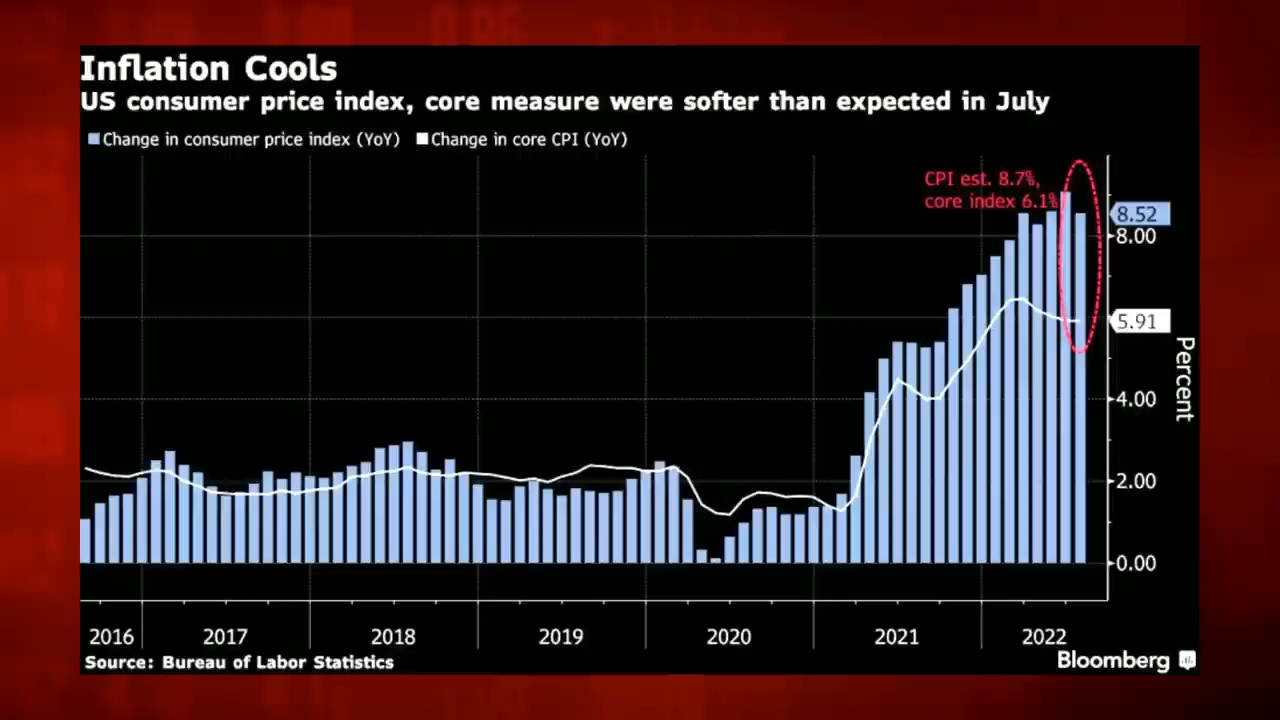 Inflation Cools
US consumer price index, core measure were softer than expected in July
Change in consumer price index (YoY) Change in core CPI (YoY)
CPI est. 8.7%,
core index 6.1%
8.52
8.00
5.91
4.00
2.00
0.00
Percent
2016 2017 2018 2019 2020 2021 2022
Source: Bureau of Labor Statistics
Bloomberg